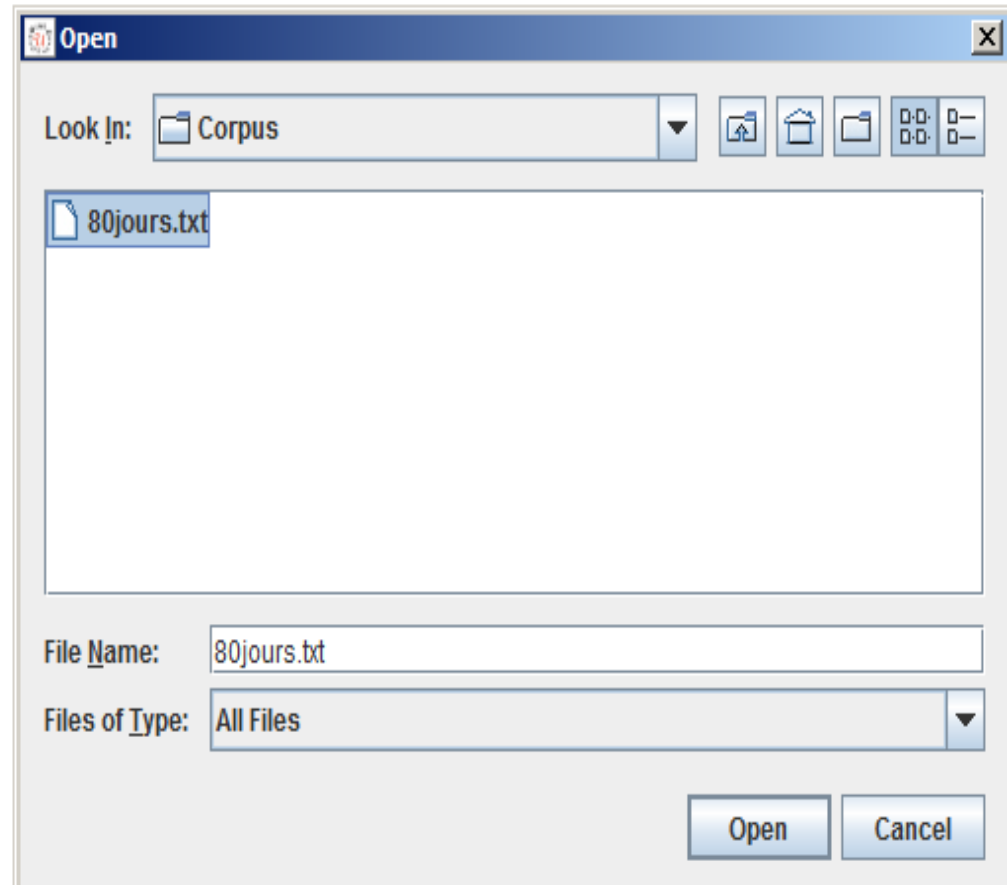 Open
Look In: Corpus
80jours.txt
File Name: 80jours.txt
Files of Type: All Files
Open Cancel